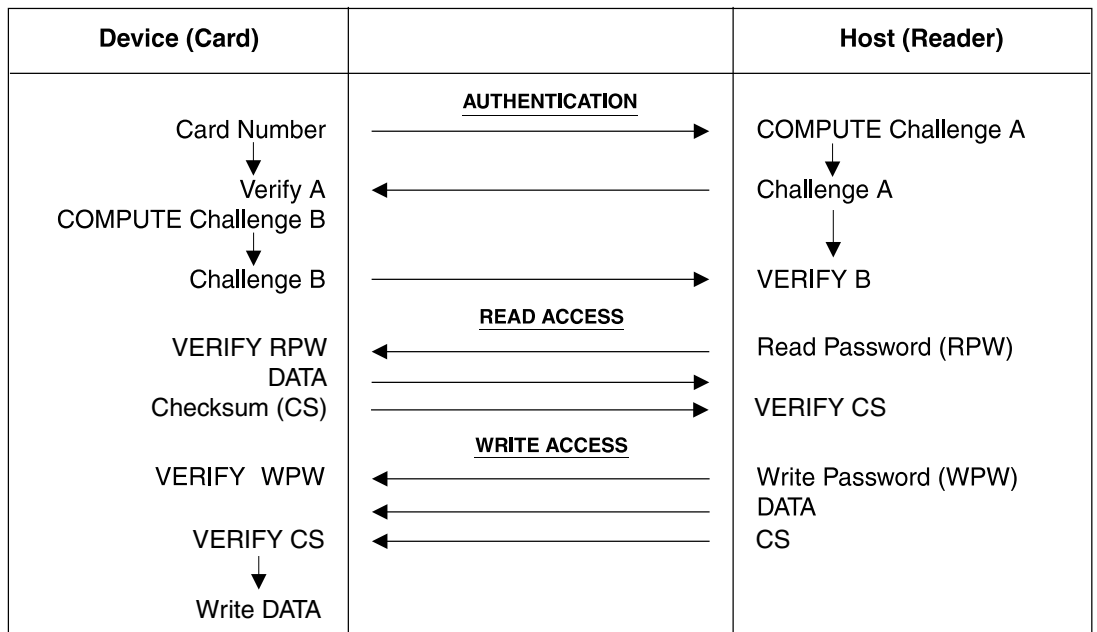 Device (Card) Host (Reader)
AUTHENTICATION
Card Number COMPUTE Challenge A
Verify A Challenge A
COMPUTE Challenge B
Challenge B VERIFY B
READ ACCESS
VERIFY RPW Read Password (RPW)
DATA
Checksum (CS) VERIFY CS
WRITE ACCESS
VERIFY WPW Write Password (WPW)
DATA
VERIFY CS CS
Write DATA